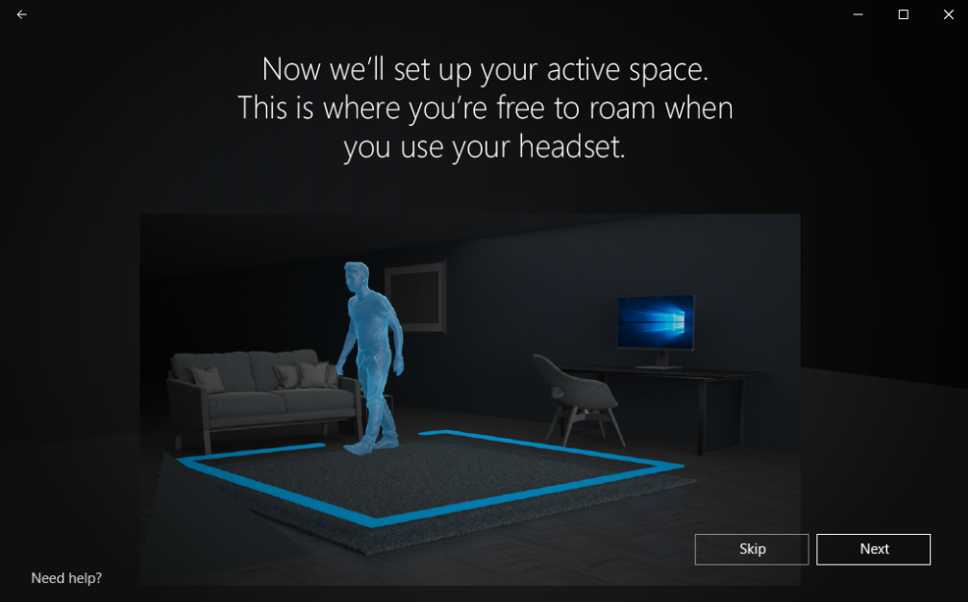 Now we'll set up your active space.
This is where you're free to roam when
you use your headset.
Skip
Next
Need help?